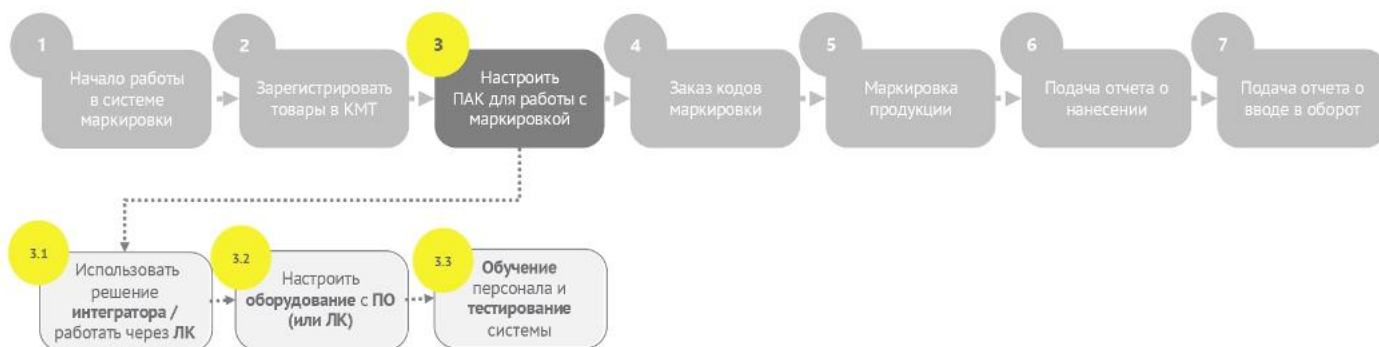 1
Начало работы
в системе
маркировки
2
Зарегистрировать
товары в КМТ
3
Настроить
ПАК для работы с
маркировкой
4
Заказ кодов
маркировки
5
Маркировка
продукции
6
Подача отчета о
нанесении
7
Подача отчета о
вводе в оборот
3.1
Использовать
решение
интегратора /
работать через ЛК
3.2
Настроить
оборудование с ПО
(или ЛК)
3.3
Обучение
персонала и
тестирование
системы